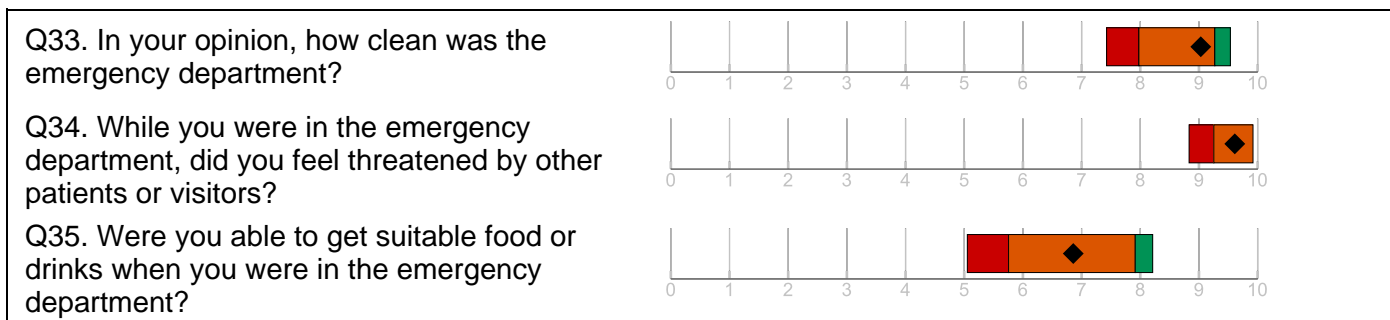 Q33. In your opinion, how clean was the
emergency department?
0 1 2 3 4 5 6 7 8 9 10
Q34. While you were in the emergency
department, did you feel threatened by other
patients or visitors?
0 1 2 3 4 5 6 7 8 9 10
Q35. Were you able to get suitable food or
drinks when you were in the emergency
department?
0 1 2 3 4 5 6 7 8 9 10